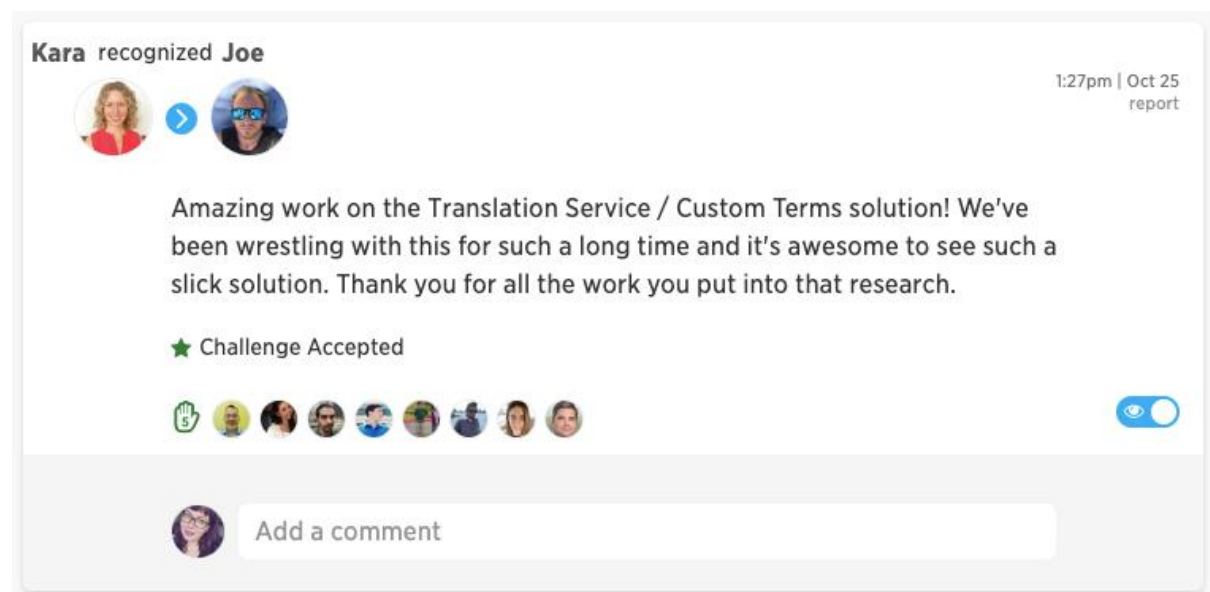 Kara recognized Joe
1:27pm | Oct 25
report
Amazing work on the Translation Service / Custom Terms solution! We've
been wrestling with this for such a long time and it's awesome to see such a
slick solution. Thank you for all the work you put into that research.
Challenge Accepted
5
Add a comment